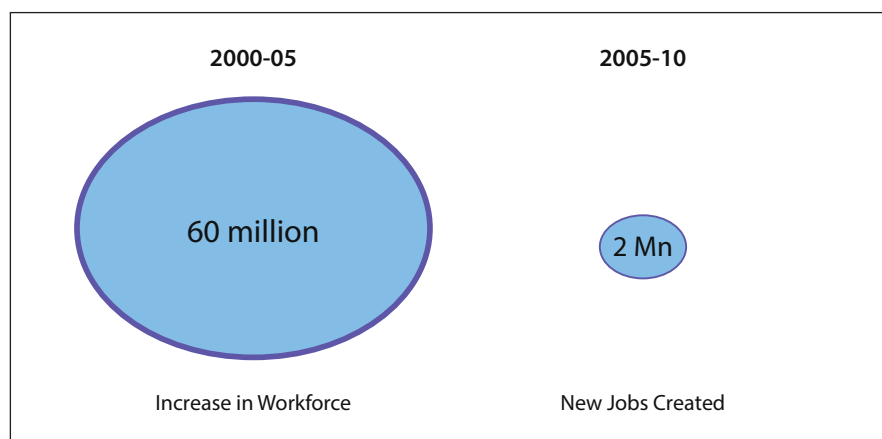 2000-05
2005-10
60 million
2 Mn
Increase in Workforce
New Jobs Created